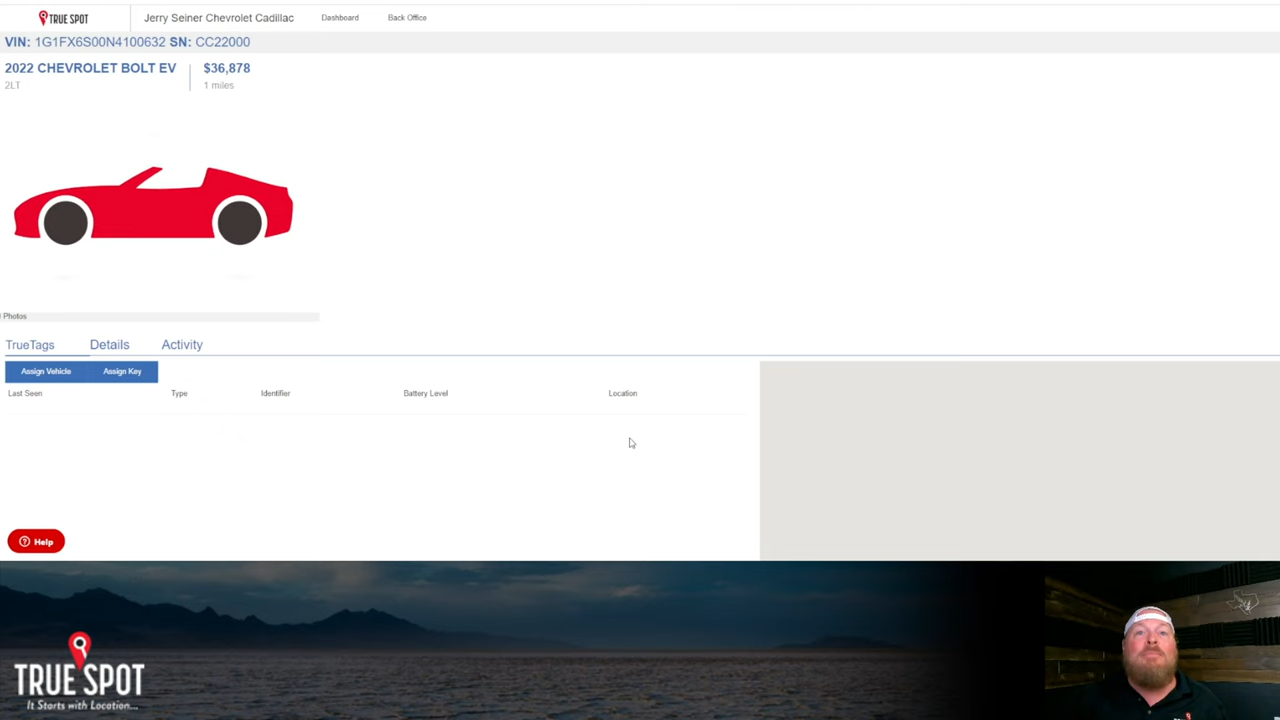 TRUE SPOT Jerry Seiner Chevrolet Cadillac Dashboard Back Office
VIN: 1G1FX6S00N4100632 SN: CC22000
2022 CHEVROLET BOLT EV $36,878
2LT 1 miles
Photos
TrueTags Details Activity
Assign Vehicle Assign Key
Last Seen Type Identifier Battery Level Location
Help
TRUE SPOT
It Starts with Location...